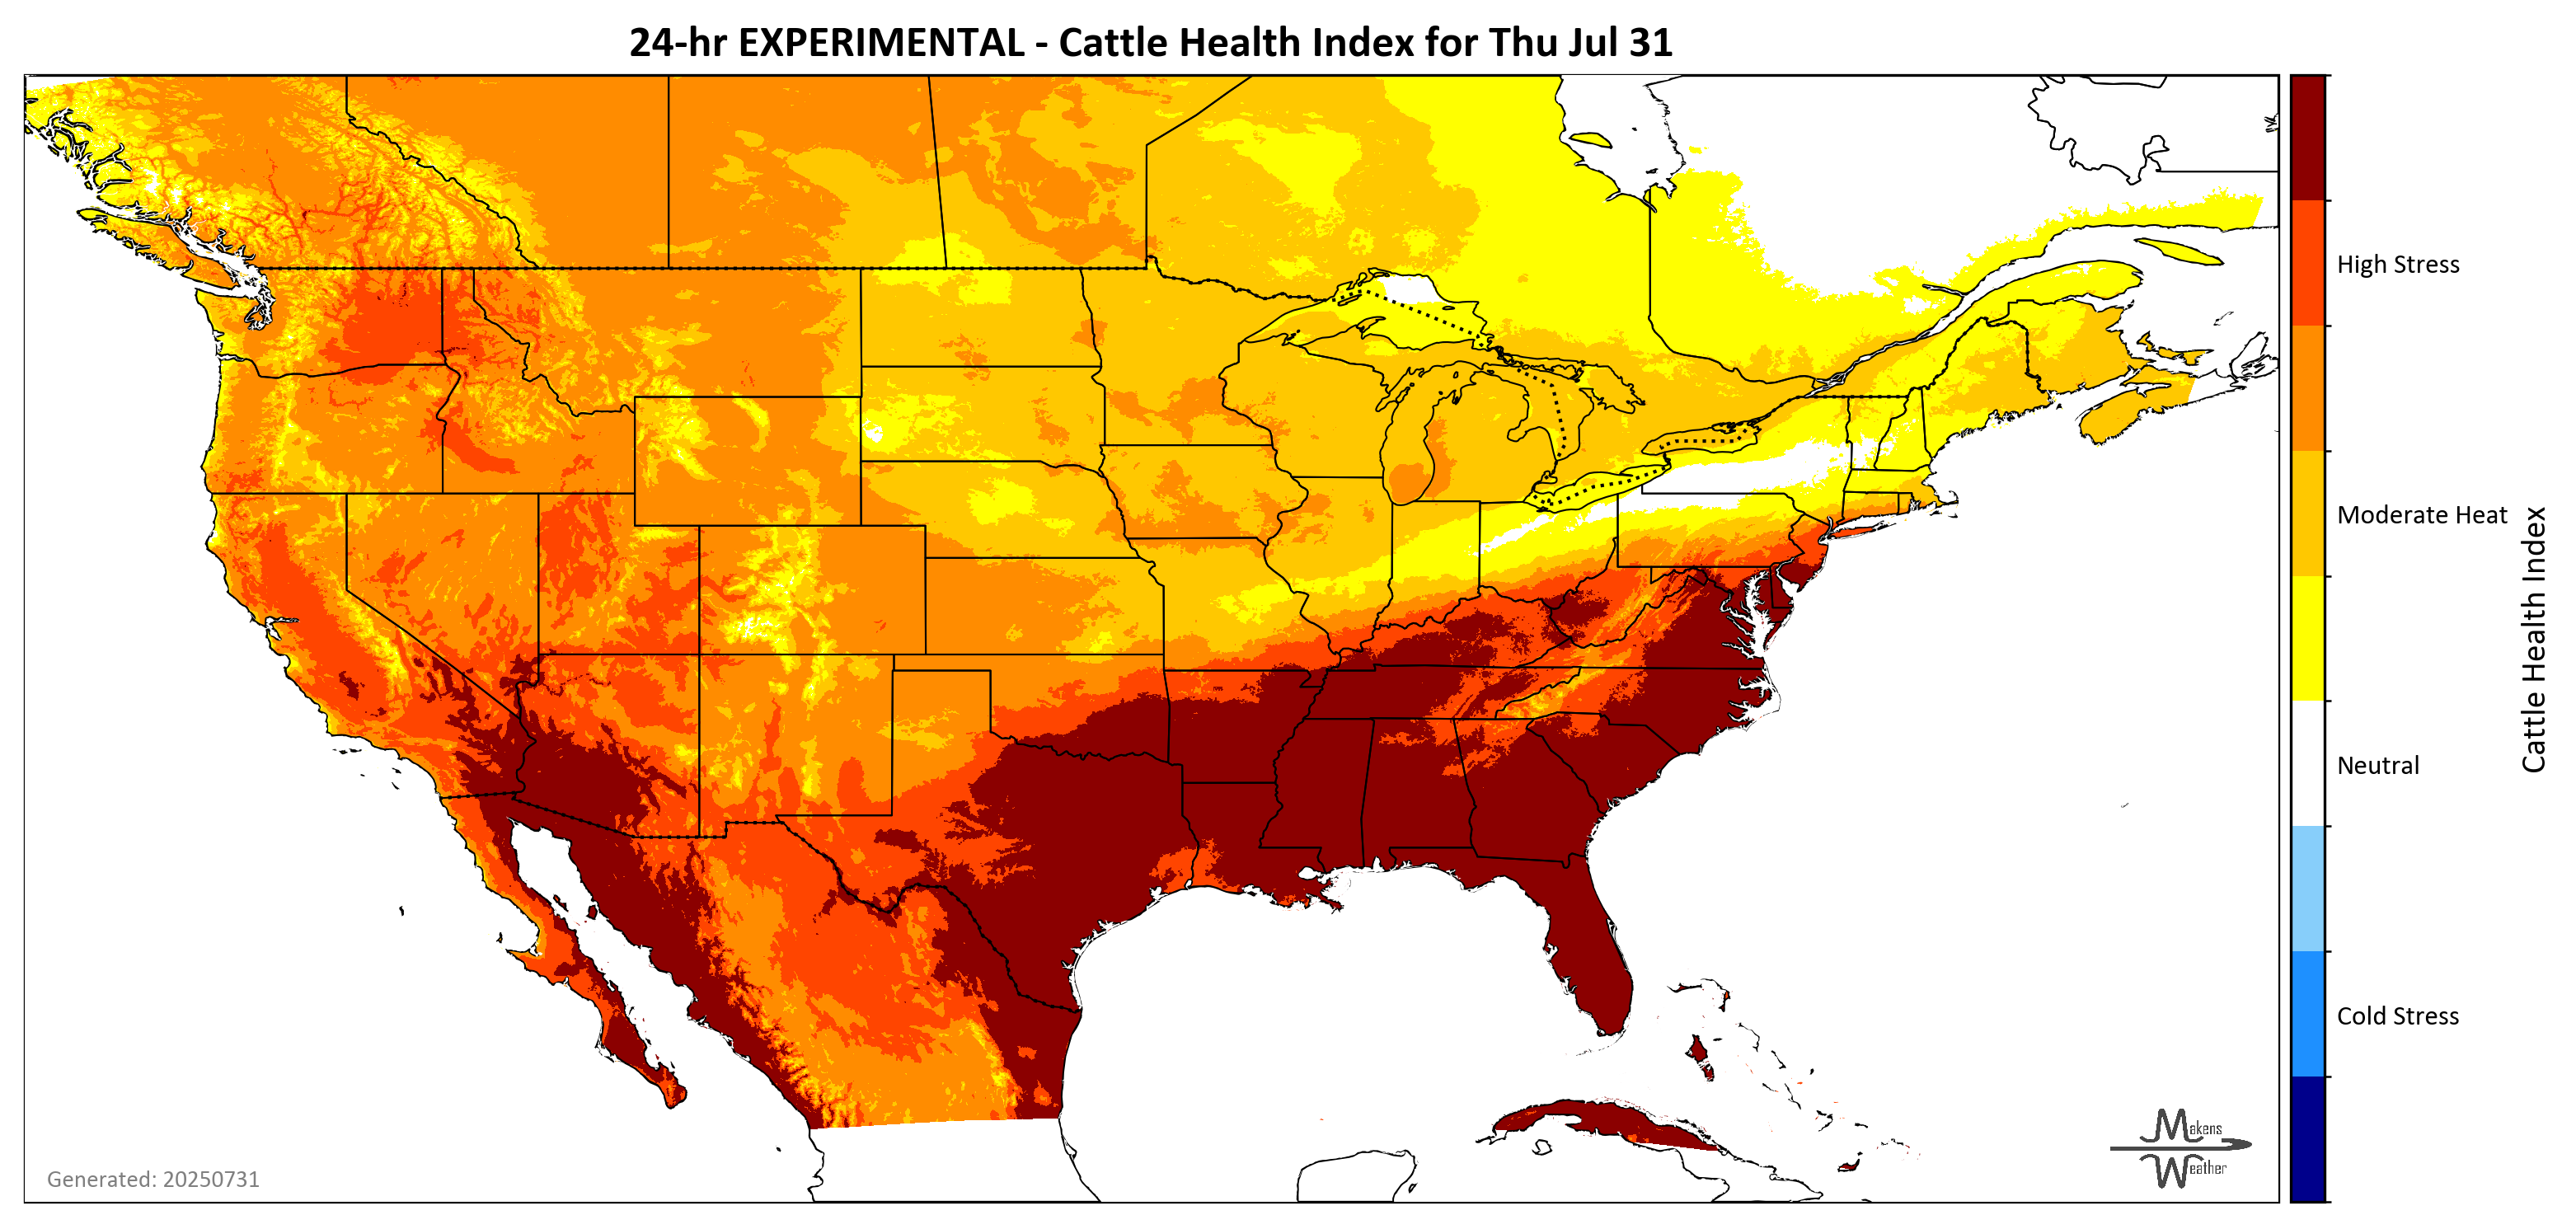 24-hr EXPERIMENTAL - Cattle Health Index for Thu Jul 31
High Stress
Moderate Heat
Neutral
Cold Stress
Cattle Health Index
Makens
Weather
Generated: 20250731